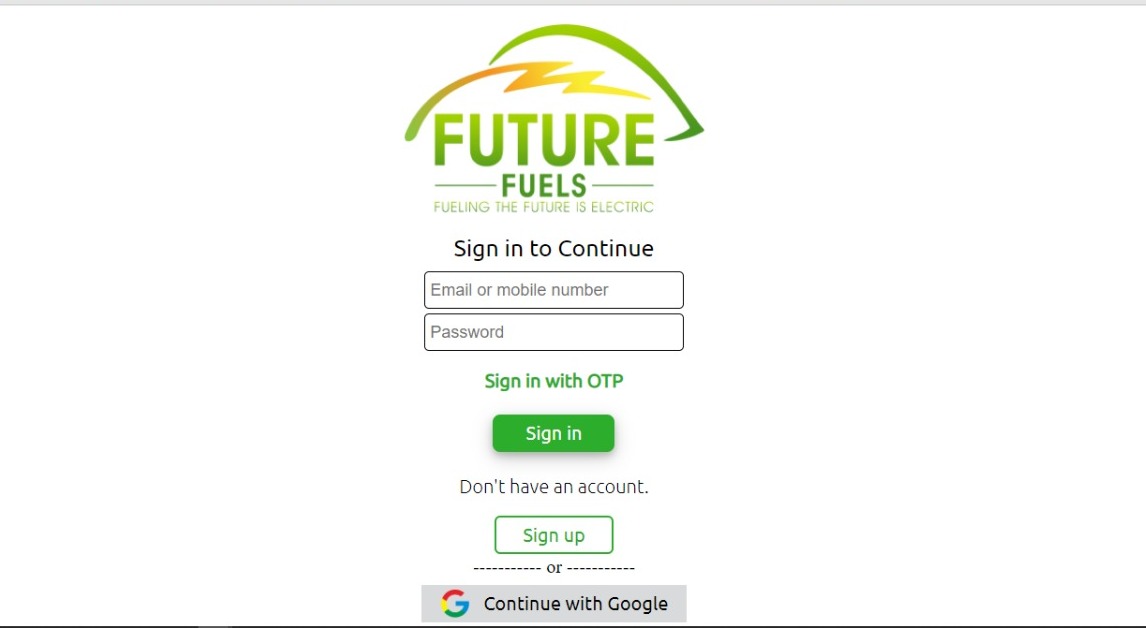 FUTURE
FUELS
FUELING THE FUTURE IS ELECTRIC
Sign in to Continue
Email or mobile number
Password
Sign in with OTP
Sign in
Don't have an account.
Sign up
----------- or -----------
Continue with Google